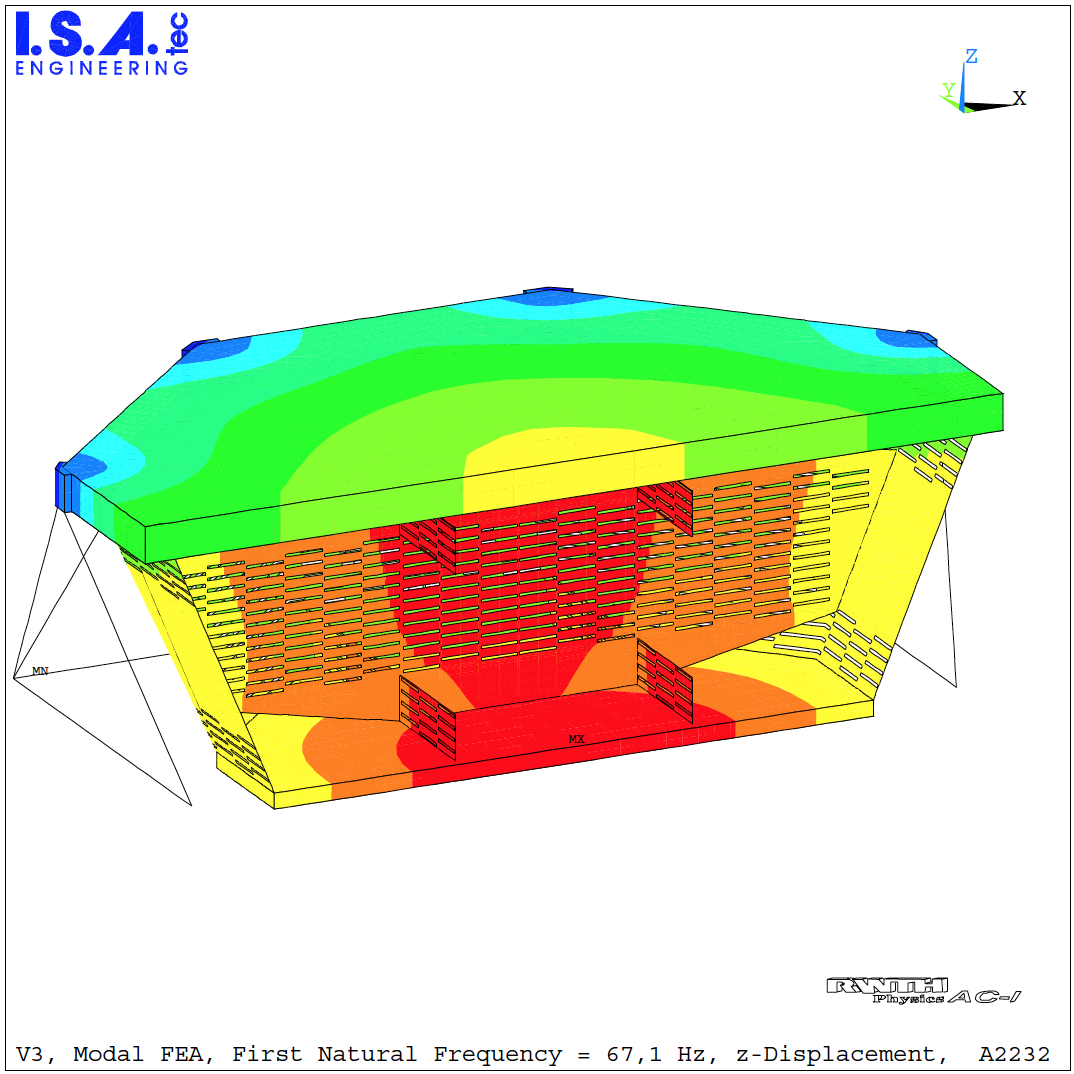 I.S.A. tec
ENGINEERING
Z
Y
X
MN
MX
RWTH
Physics AC-I
V3, Modal FEA, First Natural Frequency = 67,1 Hz, z-Displacement, A2232